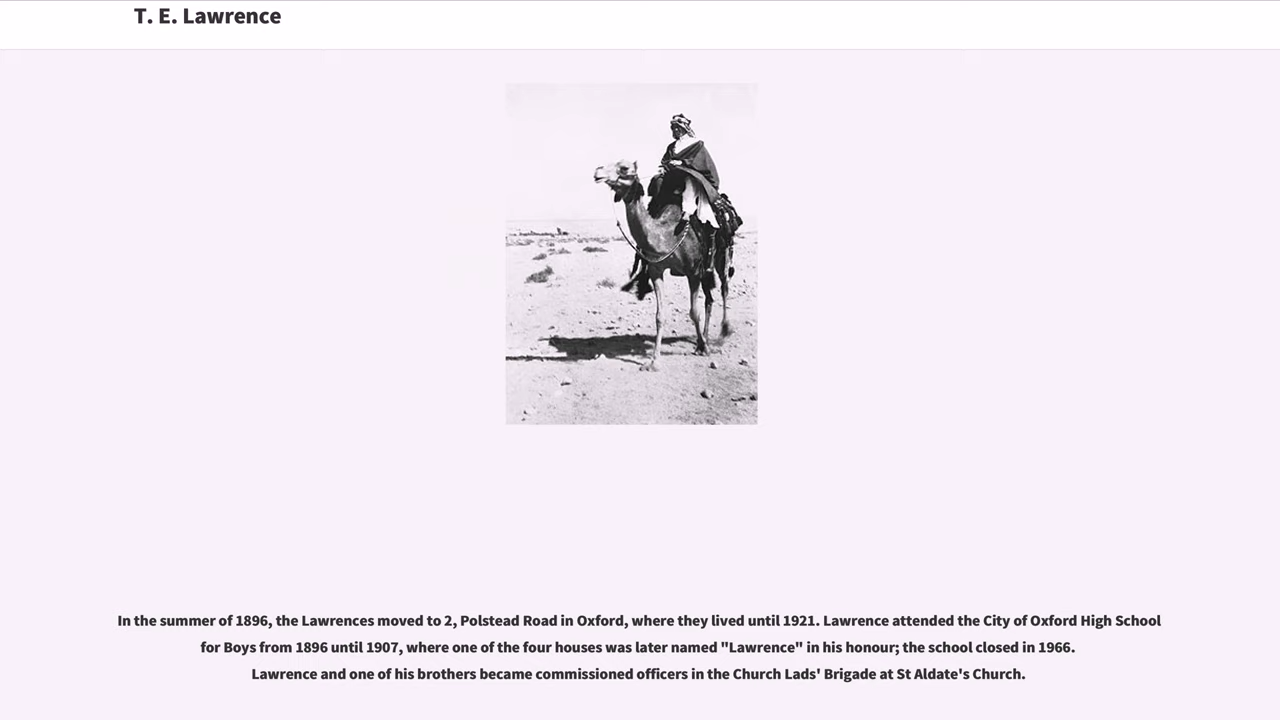 T. E. Lawrence
In the summer of 1896, the Lawrences moved to 2, Polstead Road in Oxford, where they lived until 1921. Lawrence attended the City of Oxford High School
for Boys from 1896 until 1907, where one of the four houses was later named "Lawrence" in his honour; the school closed in 1966.
Lawrence and one of his brothers became commissioned officers in the Church Lads' Brigade at St Aldate's Church.